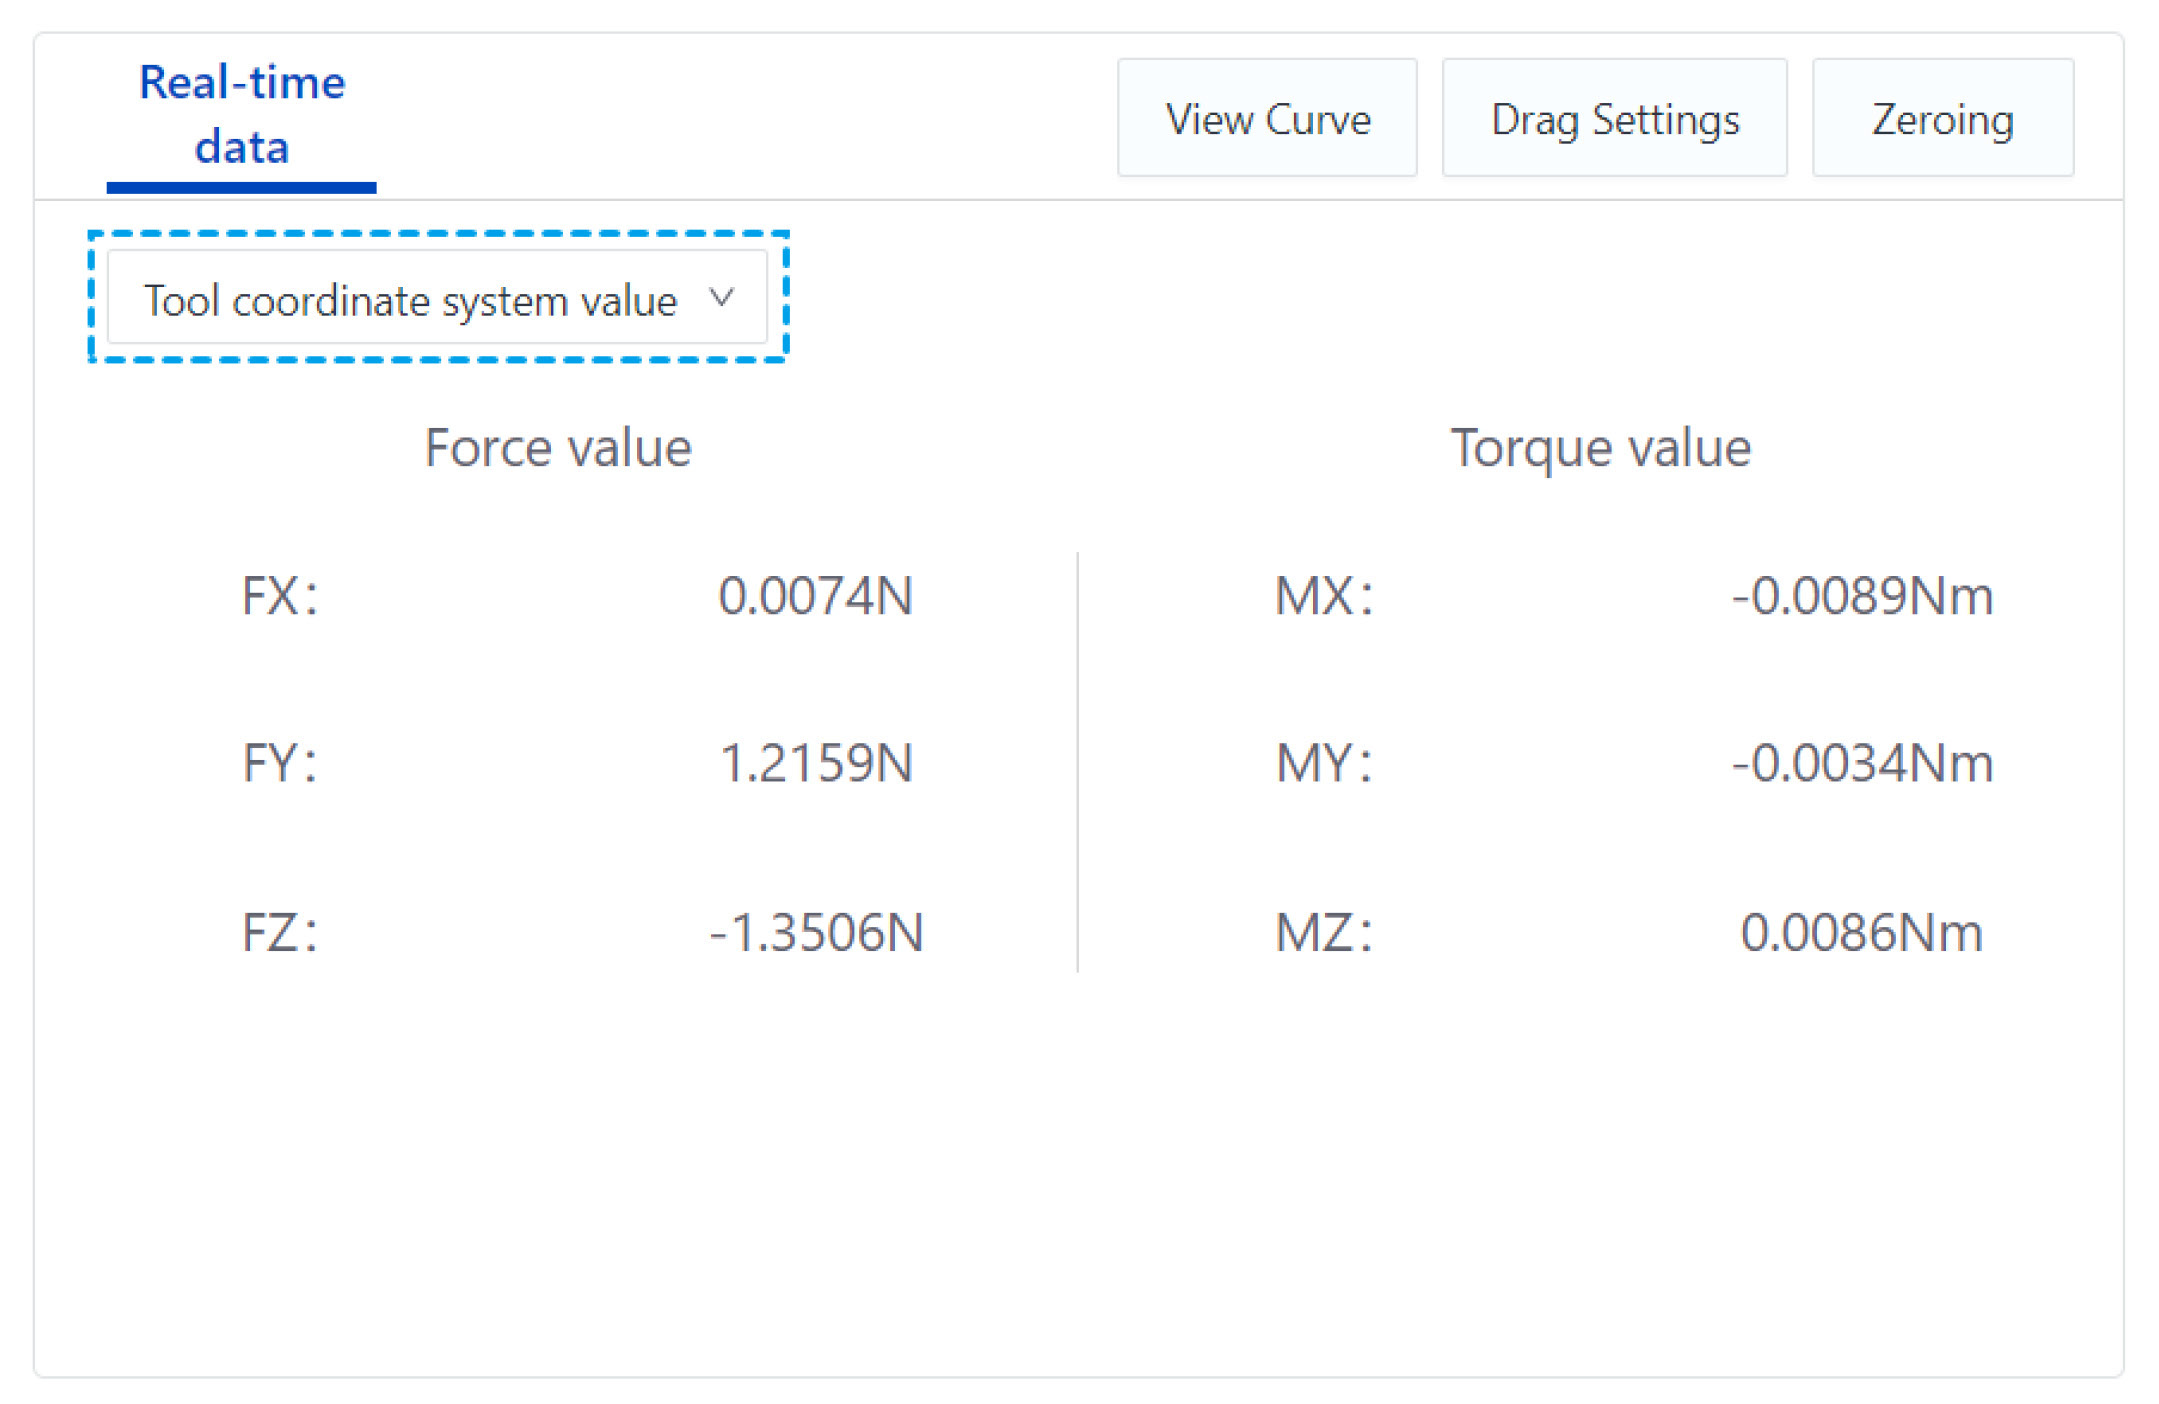 Real-time
data
View Curve
Drag Settings
Zeroing
Tool coordinate system value
Force value
Torque value
FX: 0.0074N
MX: -0.0089Nm
FY: 1.2159N
MY: -0.0034Nm
FZ: -1.3506N
MZ: 0.0086Nm